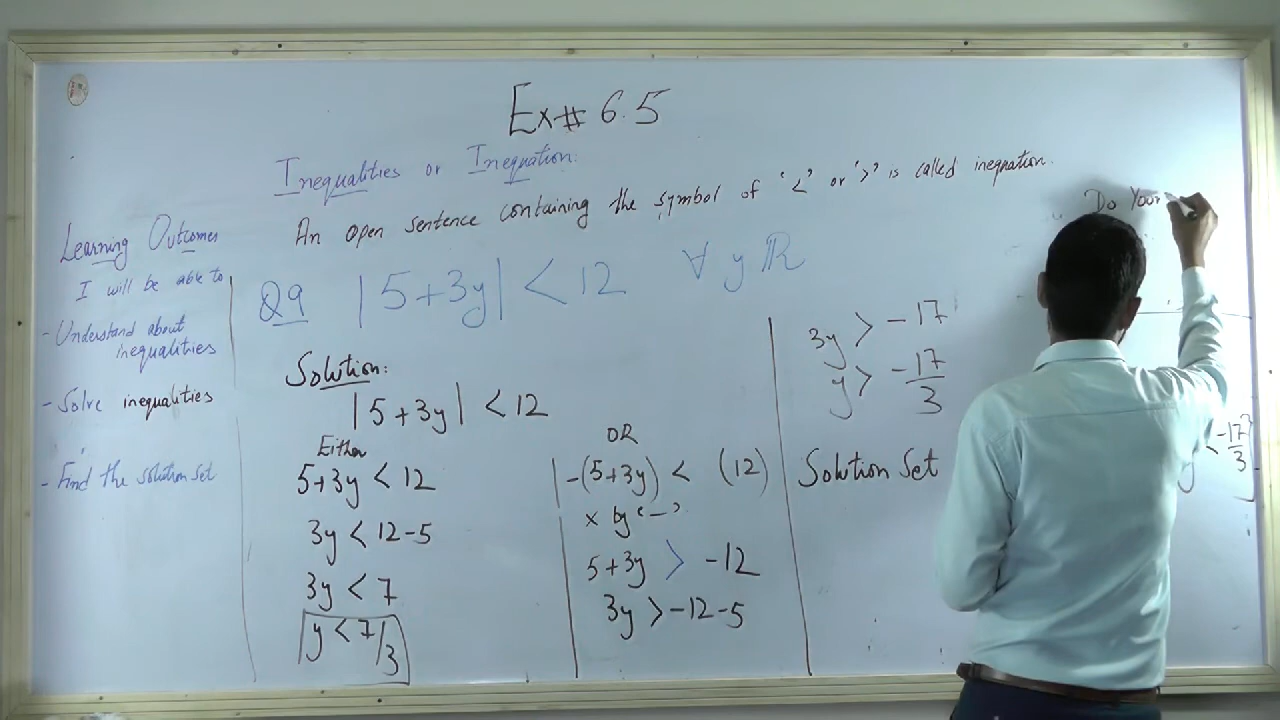 Ex# 6.5
Inequalities or Inequation:
An open sentence containing the symbol of '<' or '>' is called inequation.
Do Your
Learning Outcomes
I will be able to
- Understand about
inequalities
- Solve inequalities
- Find the solution set
Q9 |5+3y| < 12 ∀ y ℝ
Solution:
|5+3y| < 12
Either
5+3y < 12
3y < 12-5
3y < 7
y < 7/3
OR
-(5+3y) < (12)
x by '-'
5+3y > -12
3y > -12-5
3y > -17
y > -17/3
Solution Set
y < -17/3